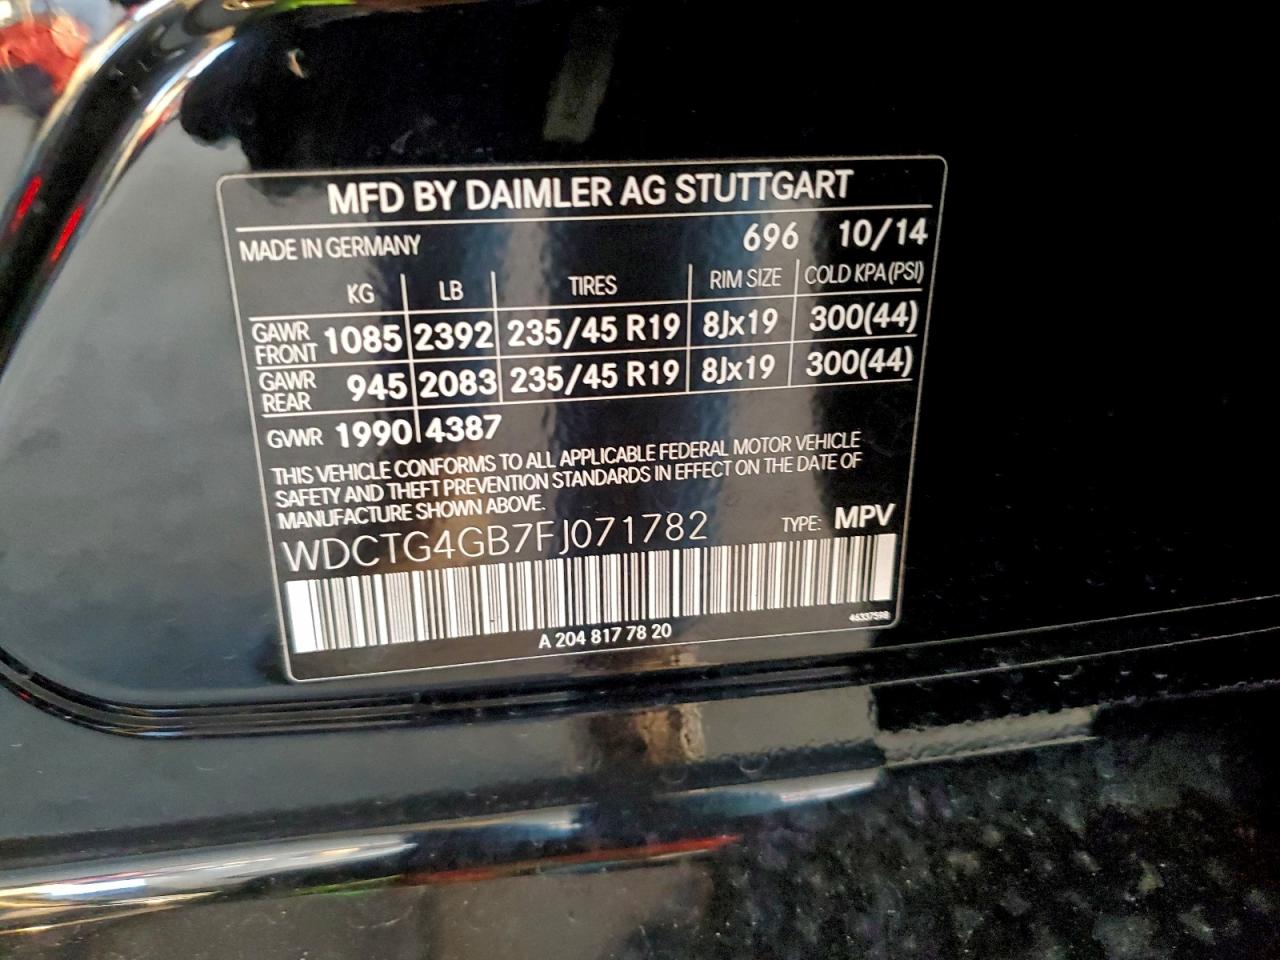 MFD BY DAIMLER AG STUTTGART
MADE IN GERMANY 696 10/14
KG LB TIRES RIM SIZE COLD KPA (PSI)
GAWR FRONT 1085 2392 235/45 R19 8Jx19 300(44)
GAWR REAR 945 2083 235/45 R19 8Jx19 300(44)
GVWR 1990 4387
THIS VEHICLE CONFORMS TO ALL APPLICABLE FEDERAL MOTOR VEHICLE
SAFETY AND THEFT PREVENTION STANDARDS IN EFFECT ON THE DATE OF
MANUFACTURE SHOWN ABOVE.
WDCTG4GB7FJ071782 TYPE: MPV
A 204 817 78 20 46337598